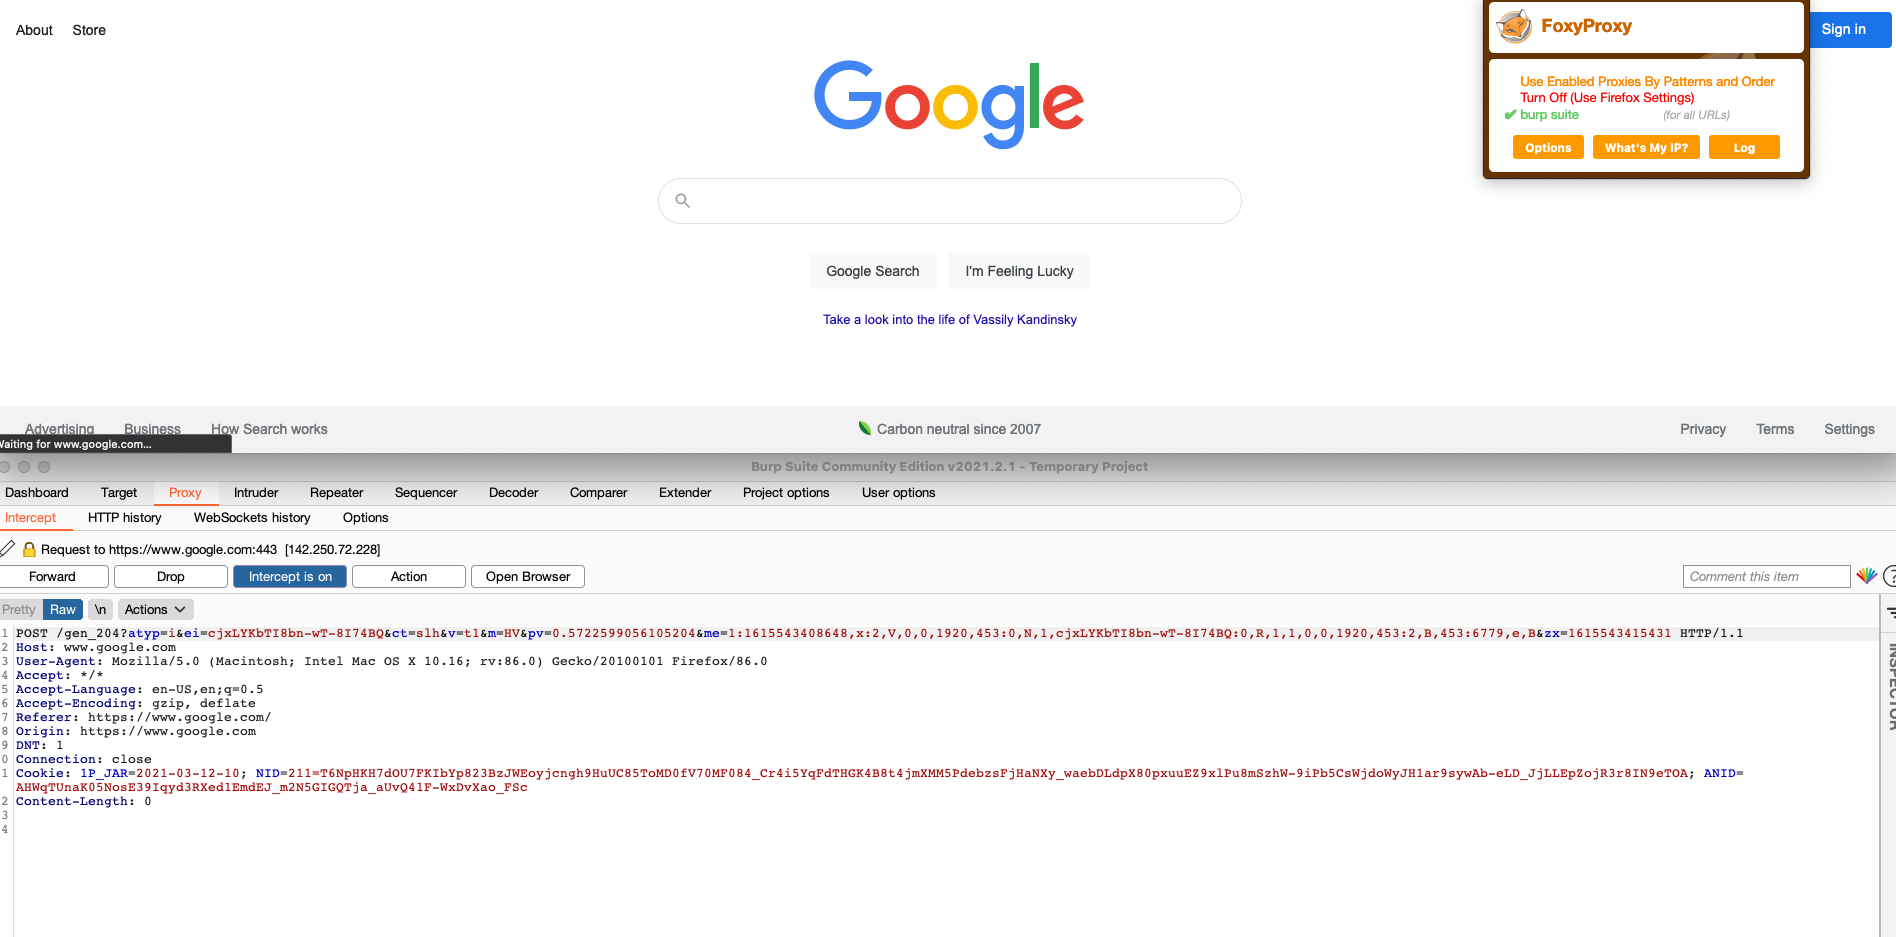 About Store
FoxyProxy
Sign in
Google
Use Enabled Proxies By Patterns and Order
Turn Off (Use Firefox Settings)
burp suite (for all URLs)
Options What's My IP? Log
Google Search I'm Feeling Lucky
Take a look into the life of Vassily Kandinsky
Advertising Business How Search works Carbon neutral since 2007 Privacy Terms Settings
Waiting for www.google.com...
Burp Suite Community Edition v2021.2.1 - Temporary Project
Dashboard Target Proxy Intruder Repeater Sequencer Decoder Comparer Extender Project options User options
Intercept HTTP history WebSockets history Options
Request to https://www.google.com:443 [142.250.72.228]
Forward Drop Intercept is on Action Open Browser Comment this item ?
Pretty Raw \n Actions
INSPECTOR
1 POST /gen_204?atyp=i&ei=cjxLYKbTI8bn-wT-8I74BQ&ct=slh&v=t1&m=HV&pv=0.5722599056105204&me=1:1615543408648,x:2,V,0,0,1920,453:0,N,1,cjxLYKbTI8bn-wT-8I74BQ:0,R,1,1,0,0,1920,453:2,B,453:6779,e,B&zx=1615543415431 HTTP/1.1
2 Host: www.google.com
3 User-Agent: Mozilla/5.0 (Macintosh; Intel Mac OS X 10.16; rv:86.0) Gecko/20100101 Firefox/86.0
4 Accept: */*
5 Accept-Language: en-US,en;q=0.5
6 Accept-Encoding: gzip, deflate
7 Referer: https://www.google.com/
8 Origin: https://www.google.com
9 DNT: 1
0 Connection: close
1 Cookie: 1P_JAR=2021-03-12-10; NID=211=T6NpHKH7dOU7FKIbYp823BzJWEoyjcngh9HuUC85ToMD0fV70MF084_Cr4i5YqFdTHGK4B8t4jmXMM5PdebzsFjHaNXy_waebDLdpX80pxuuEZ9xlPu8mSzhW-9iPb5CsWjdoWyJH1ar9sywAb-eLD_JjLLEpZojR3r8IN9eTOA; ANID=
AHWqTUnaK05NosE39Iqyd3RXed1EmdEJ_m2N5GIGQTja_aUvQ41F-WxDvXao_FSc
2 Content-Length: 0
3
4